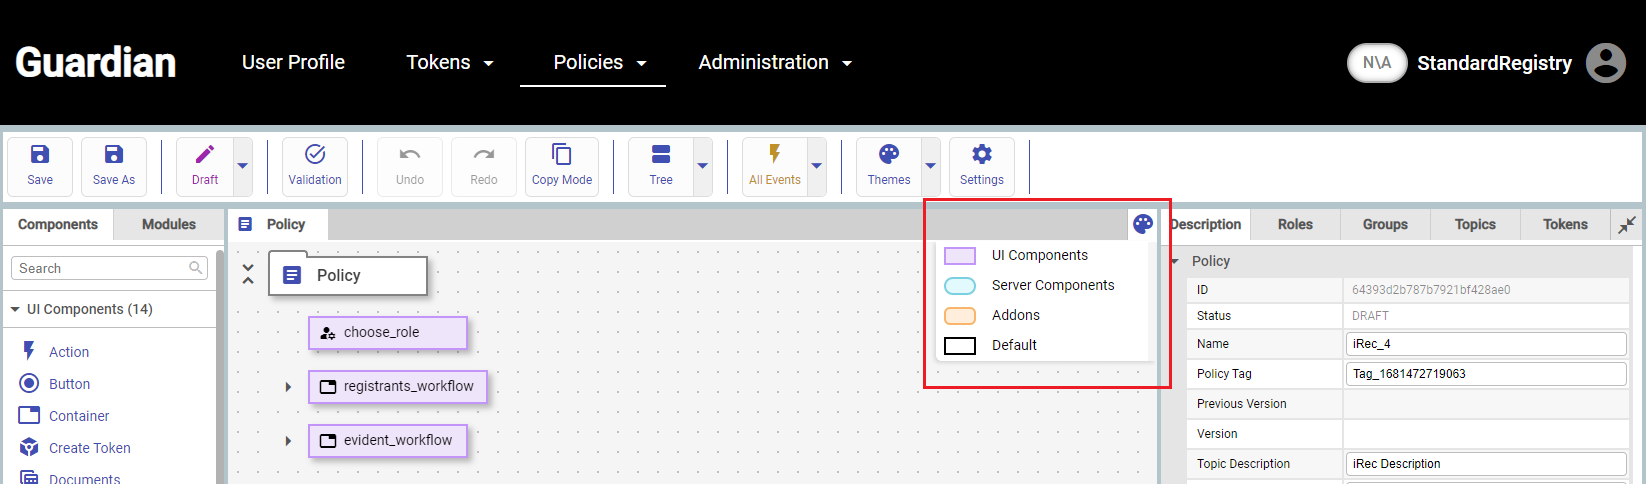 Guardian
User Profile
Tokens
Policies
Administration
N\A
StandardRegistry
Save
Save As
Draft
Validation
Undo
Redo
Copy Mode
Tree
All Events
Themes
Settings
Components
Modules
Search
UI Components (14)
Action
Button
Container
Create Token
Documents
Policy
Policy
choose_role
registrants_workflow
evident_workflow
UI Components
Server Components
Addons
Default
Description
Roles
Groups
Topics
Tokens
Policy
ID 64393d2b787b7921bf428ae0
Status DRAFT
Name iRec_4
Policy Tag Tag_1681472719063
Previous Version
Version
Topic Description iRec Description